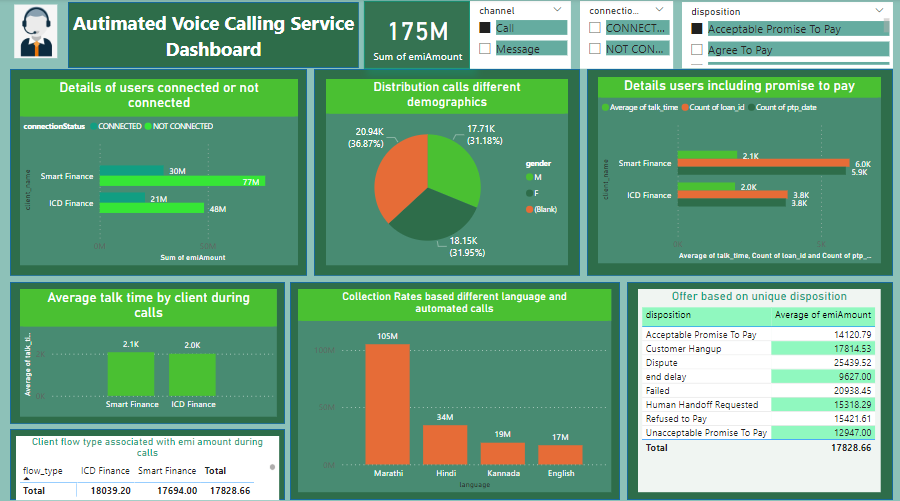 Autimated Voice Calling Service
Dashboard
175M
Sum of emiAmount
channel
Call
Message
connectio...
CONNECT...
NOT CON...
disposition
Acceptable Promise To Pay
Agree To Pay
Details of users connected or not
connected
connectionStatus CONNECTED NOT CONNECTED
client_name
Smart Finance
30M
77M
ICD Finance
21M
48M
0M 50M
Sum of emiAmount
Distribution calls different
demographics
20.94K
(36.87%)
17.71K
(31.18%)
18.15K
(31.95%)
gender
M
F
(Blank)
Details users including promise to pay
Average of talk_time Count of loan_id Count of ptp_date
client_name
Smart Finance
2.1K
6.0K
5.9K
ICD Finance
2.0K
3.8K
3.8K
0K 5K
Average of talk_time, Count of loan_id and Count of ptp_...
Average talk time by client during
calls
Average of talk_ti...
2.1K
2.0K
0K
Smart Finance
ICD Finance
Client flow type associated with emi amount during
calls
flow_type ICD Finance Smart Finance Total
Total 18039.20 17694.00 17828.66
Collection Rates based different language and
automated calls
100M
50M
0M
105M
34M
19M
17M
Marathi Hindi Kannada English
language
Offer based on unique disposition
disposition Average of emiAmount
Acceptable Promise To Pay 14120.79
Customer Hangup 17814.53
Dispute 25439.52
end delay 9627.00
Failed 20938.45
Human Handoff Requested 15318.29
Refused to Pay 15421.61
Unacceptable Promise To Pay 12947.00
Total 17828.66